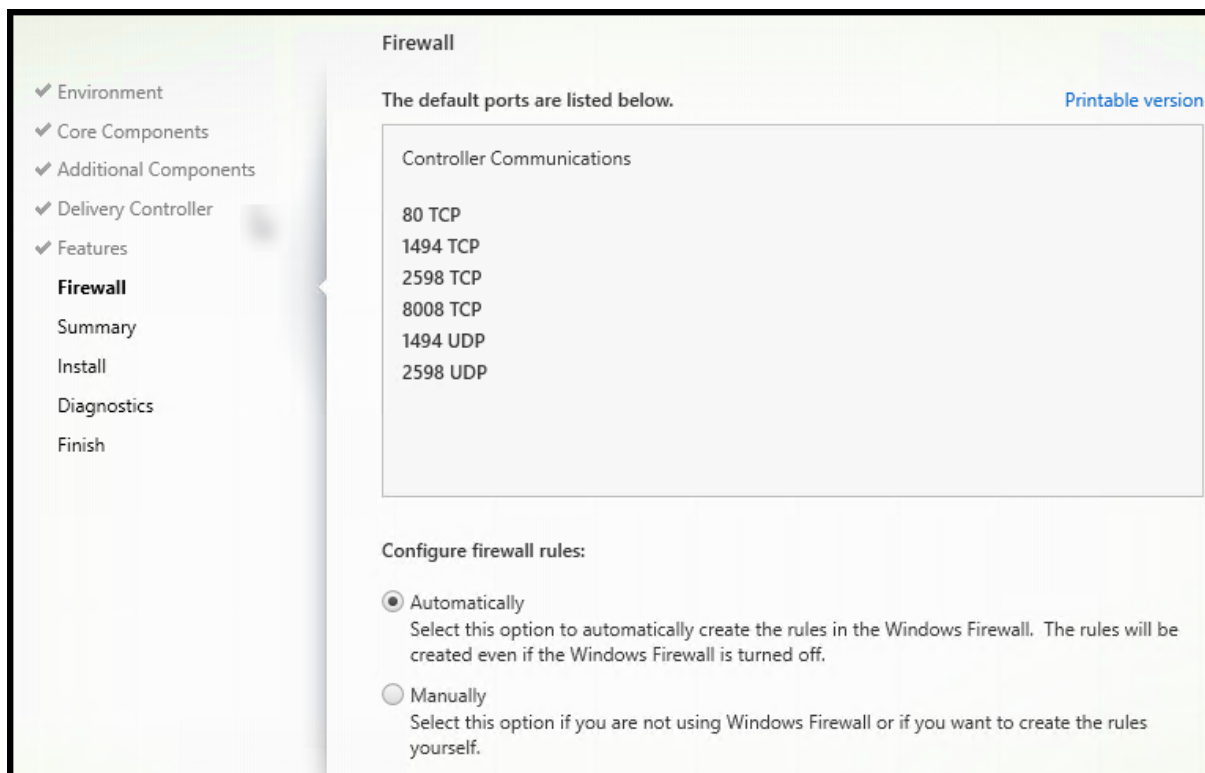 Environment
Core Components
Additional Components
Delivery Controller
Features
Firewall
Summary
Install
Diagnostics
Finish
Firewall
The default ports are listed below.
Printable version
Controller Communications
80 TCP
1494 TCP
2598 TCP
8008 TCP
1494 UDP
2598 UDP
Configure firewall rules:
Automatically
Select this option to automatically create the rules in the Windows Firewall.  The rules will be
created even if the Windows Firewall is turned off.
Manually
Select this option if you are not using Windows Firewall or if you want to create the rules
yourself.